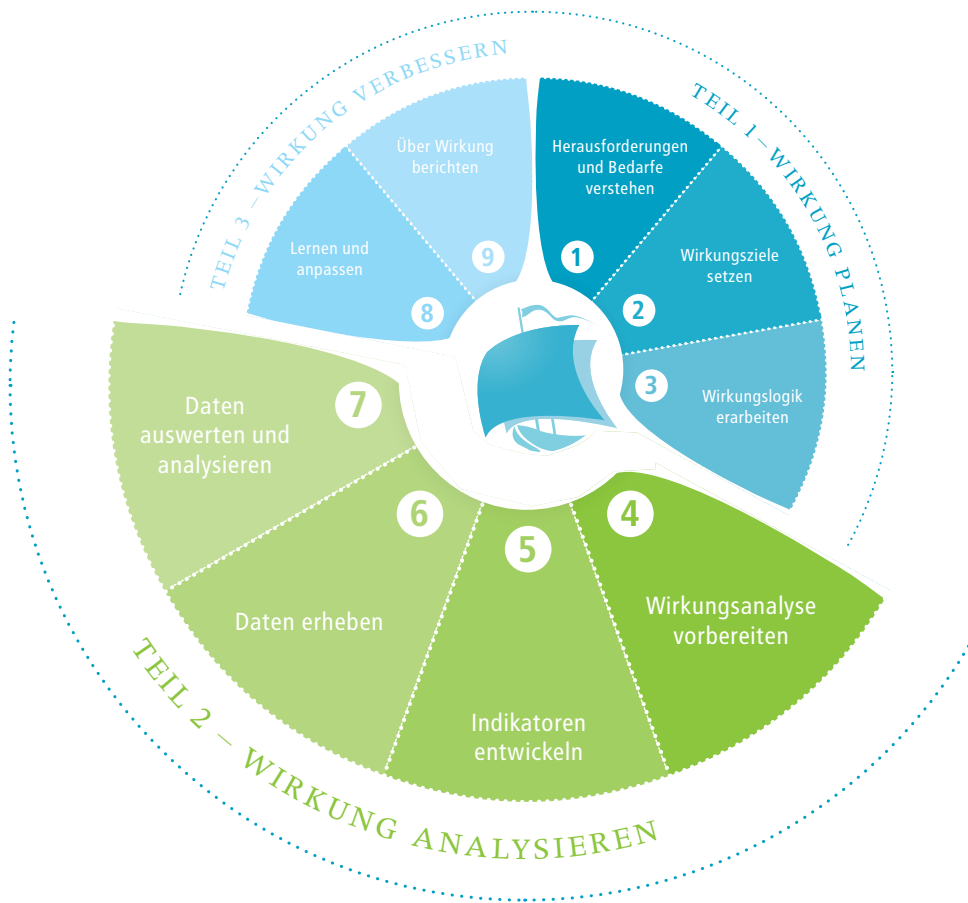 TEIL 1 – WIRKUNG PLANEN
Herausforderungen
und Bedarfe
verstehen
1
Wirkungsziele
setzen
2
Wirkungslogik
erarbeiten
3
TEIL 2 – WIRKUNG ANALYSIEREN
Wirkungsanalyse
vorbereiten
4
Indikatoren
entwickeln
5
Daten erheben
6
Daten
auswerten und
analysieren
7
TEIL 3 – WIRKUNG VERBESSERN
Lernen und
anpassen
8
Über Wirkung
berichten
9